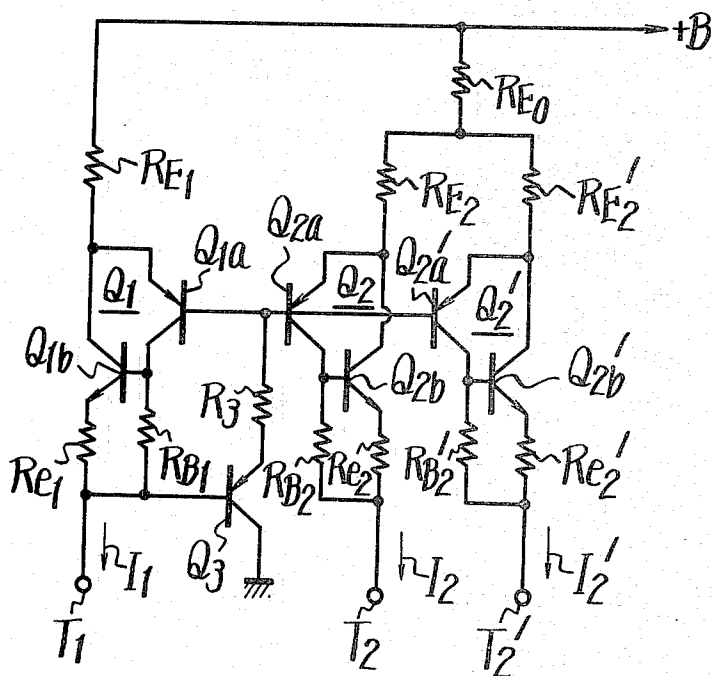 +B
RE0
RE1
RE2
RE2'
Q2a
Q1a
Q2a'
Q1
Q2
Q2'
Q1b
Q2b
Q2b'
R3
Re1
RB1
RB2
Re2
RB2'
Re2'
Q3
I1
I2
I2'
T1
T2
T2'